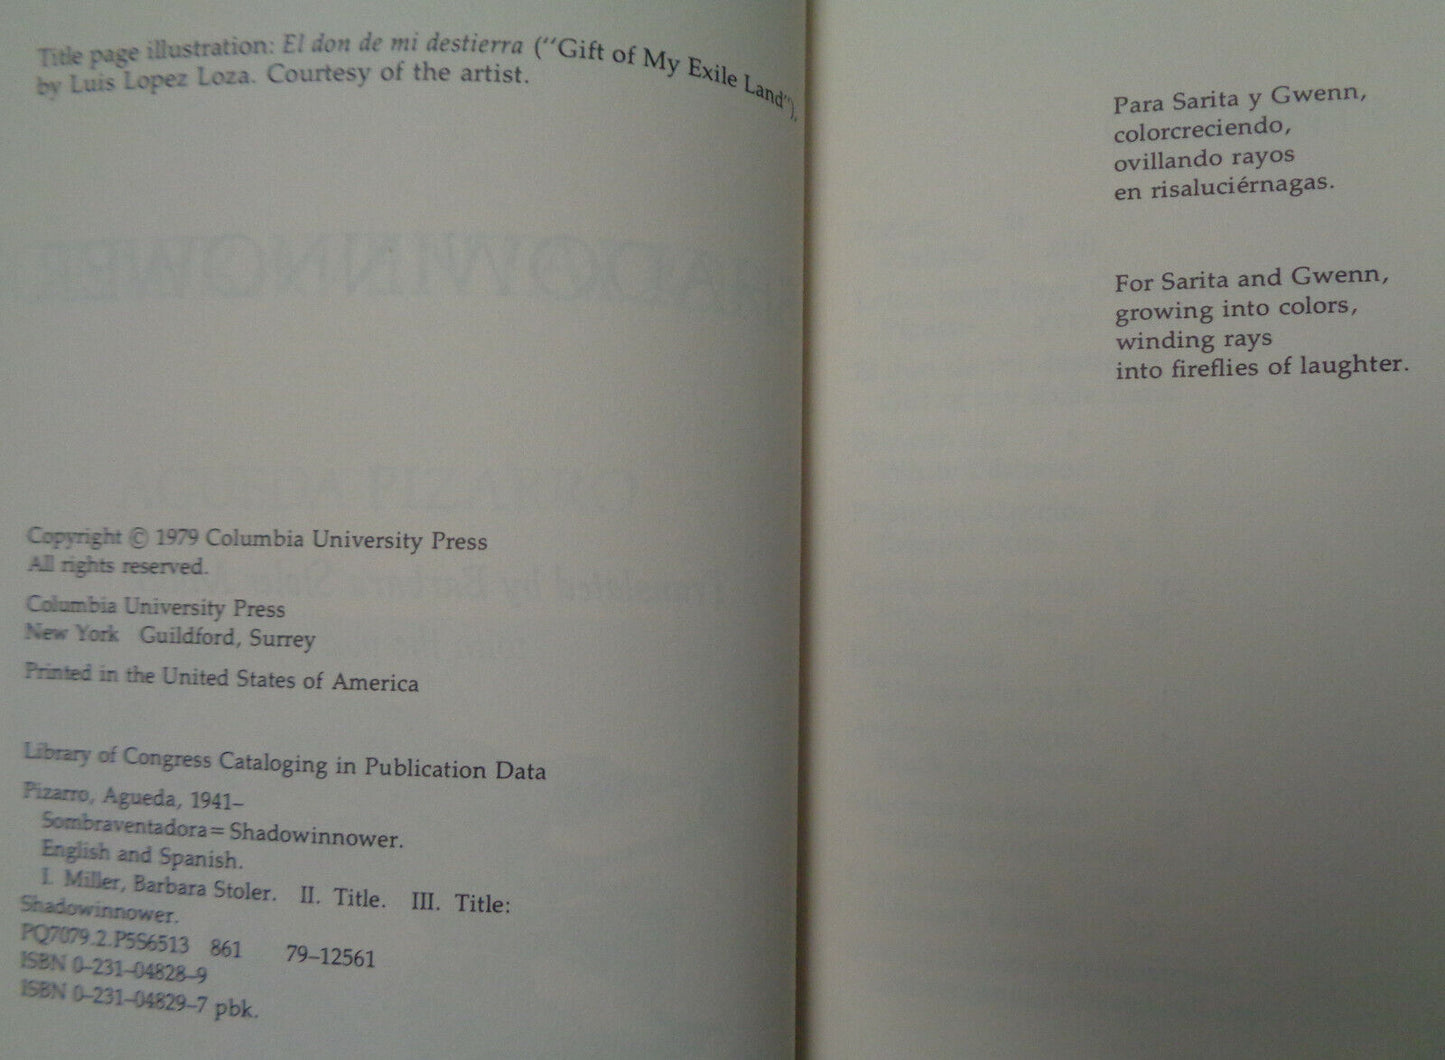 Title page illustration: El don de mi destierra ("Gift of My Exile Land"),
by Luis Lopez Loza. Courtesy of the artist.
Copyright © 1979 Columbia University Press
All rights reserved.
Columbia University Press
New York Guildford, Surrey
Printed in the United States of America
Library of Congress Cataloging in Publication Data
Pizarro, Agueda, 1941–
Sombraventadora = Shadowinnower.
English and Spanish.
I. Miller, Barbara Stoler. II. Title. III. Title:
Shadowinnower.
PQ7079.2.P5S6513 861 79–12561
ISBN 0–231–04828–9
ISBN 0–231–04829–7 pbk.
Para Sarita y Gwenn,
colorcreciendo,
ovillando rayos
en risaluciérnagas.
For Sarita and Gwenn,
growing into colors,
winding rays
into fireflies of laughter.